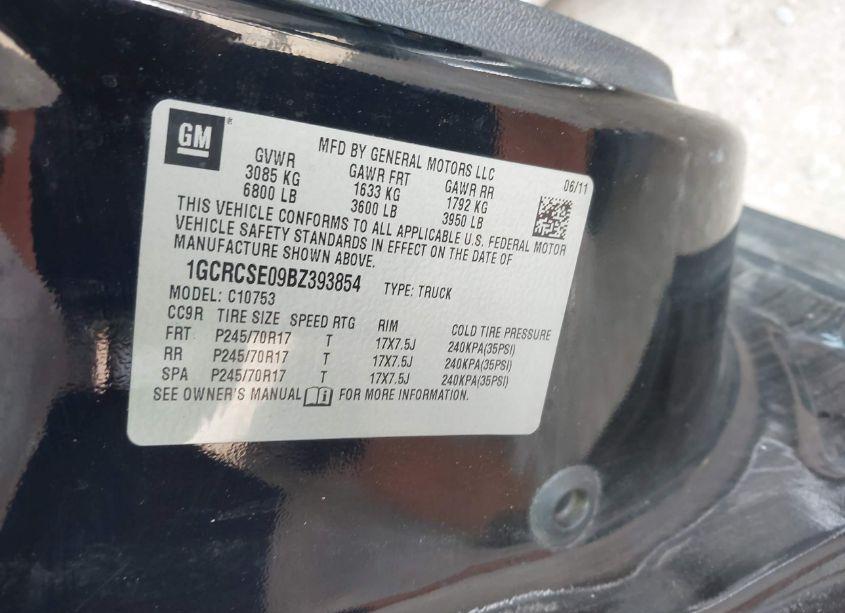 GM
MFD BY GENERAL MOTORS LLC
GVWR GAWR FRT GAWR RR 06/11
3085 KG 1633 KG 1792 KG
6800 LB 3600 LB 3950 LB
THIS VEHICLE CONFORMS TO ALL APPLICABLE U.S. FEDERAL MOTOR
VEHICLE SAFETY STANDARDS IN EFFECT ON THE DATE OF
MANUFACTURE SHOWN ABOVE.
1GCRCSE09BZ393854 TYPE: TRUCK
MODEL: C10753
CC9R TIRE SIZE SPEED RTG RIM COLD TIRE PRESSURE
FRT P245/70R17 T 17X7.5J 240KPA(35PSI)
RR P245/70R17 T 17X7.5J 240KPA(35PSI)
SPA P245/70R17 T 17X7.5J 240KPA(35PSI)
SEE OWNER'S MANUAL FOR MORE INFORMATION.